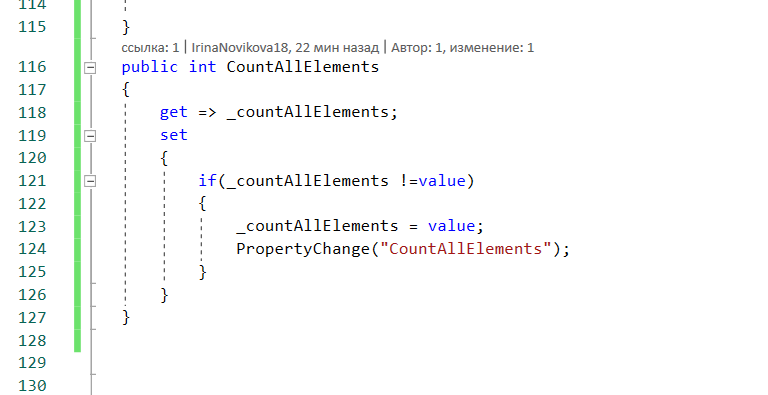 114
115 }
ссылка: 1 | IrinaNovikova18, 22 мин назад | Автор: 1, изменение: 1
116 public int CountAllElements
117 {
118 get => _countAllElements;
119 set
120 {
121 if(_countAllElements !=value)
122 {
123 _countAllElements = value;
124 PropertyChange("CountAllElements");
125 }
126 }
127 }
128
129
130